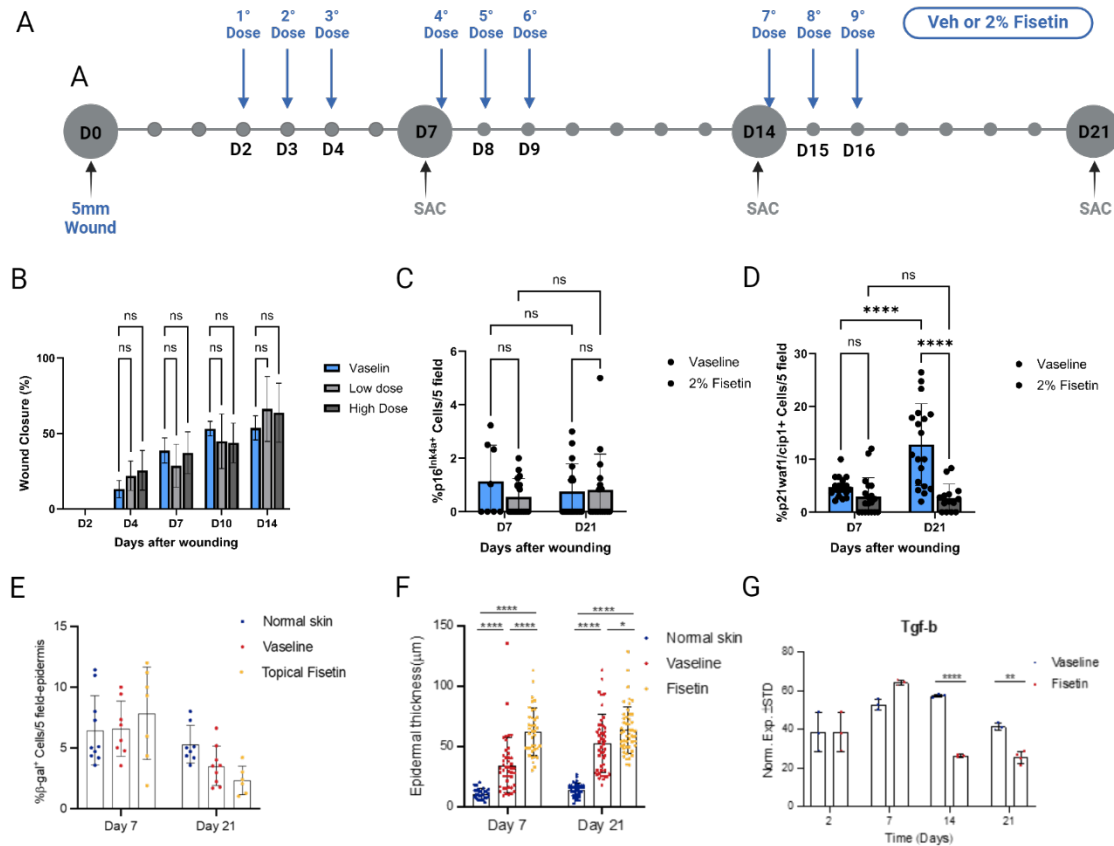 A
1° Dose
2° Dose
3° Dose
4° Dose
5° Dose
6° Dose
7° Dose
8° Dose
9° Dose
Veh or 2% Fisetin
A
D0
D7
D14
D21
D2
D3
D4
D8
D9
D15
D16
5mm
Wound
SAC
SAC
SAC
B
ns
ns
ns
ns
ns
ns
ns
ns
Wound Closure (%)
100
50
0
D2
D4
D7
D10
D14
Days after wounding
Vaselin
Low dose
High Dose
C
ns
ns
ns
ns
%p16^Ink4a+ Cells/5 field
6
4
2
0
D7
D21
Days after wounding
Vaseline
2% Fisetin
D
ns
****
ns
****
%p21waf1/cip1+ Cells/5 field
30
20
10
0
D7
D21
Days after wounding
Vaseline
2% Fisetin
E
%β-gal⁺ Cells/5 field-epidermis
15
10
5
0
Day 7
Day 21
Normal skin
Vaseline
Topical Fisetin
F
****
****
****
****
****
*
Epidermal thickness(µm)
150
100
50
0
Day 7
Day 21
Normal skin
Vaseline
Fisetin
G
Tgf-b
Norm. Exp. ±STD
80
60
40
20
0
****
**
2
7
14
21
Time (Days)
Vaseline
Fisetin